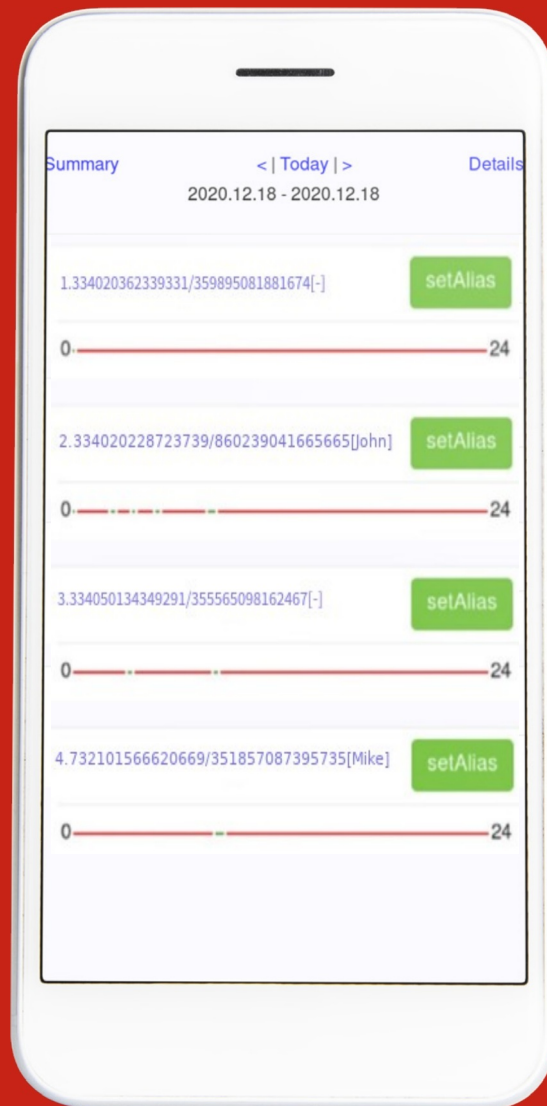 Summary < | Today | > Details
2020.12.18 - 2020.12.18
1.334020362339331/359895081881674[-] setAlias
0 24
2.334020228723739/860239041665665[John] setAlias
0 24
3.334050134349291/355565098162467[-] setAlias
0 24
4.732101566620669/351857087395735[Mike] setAlias
0 24